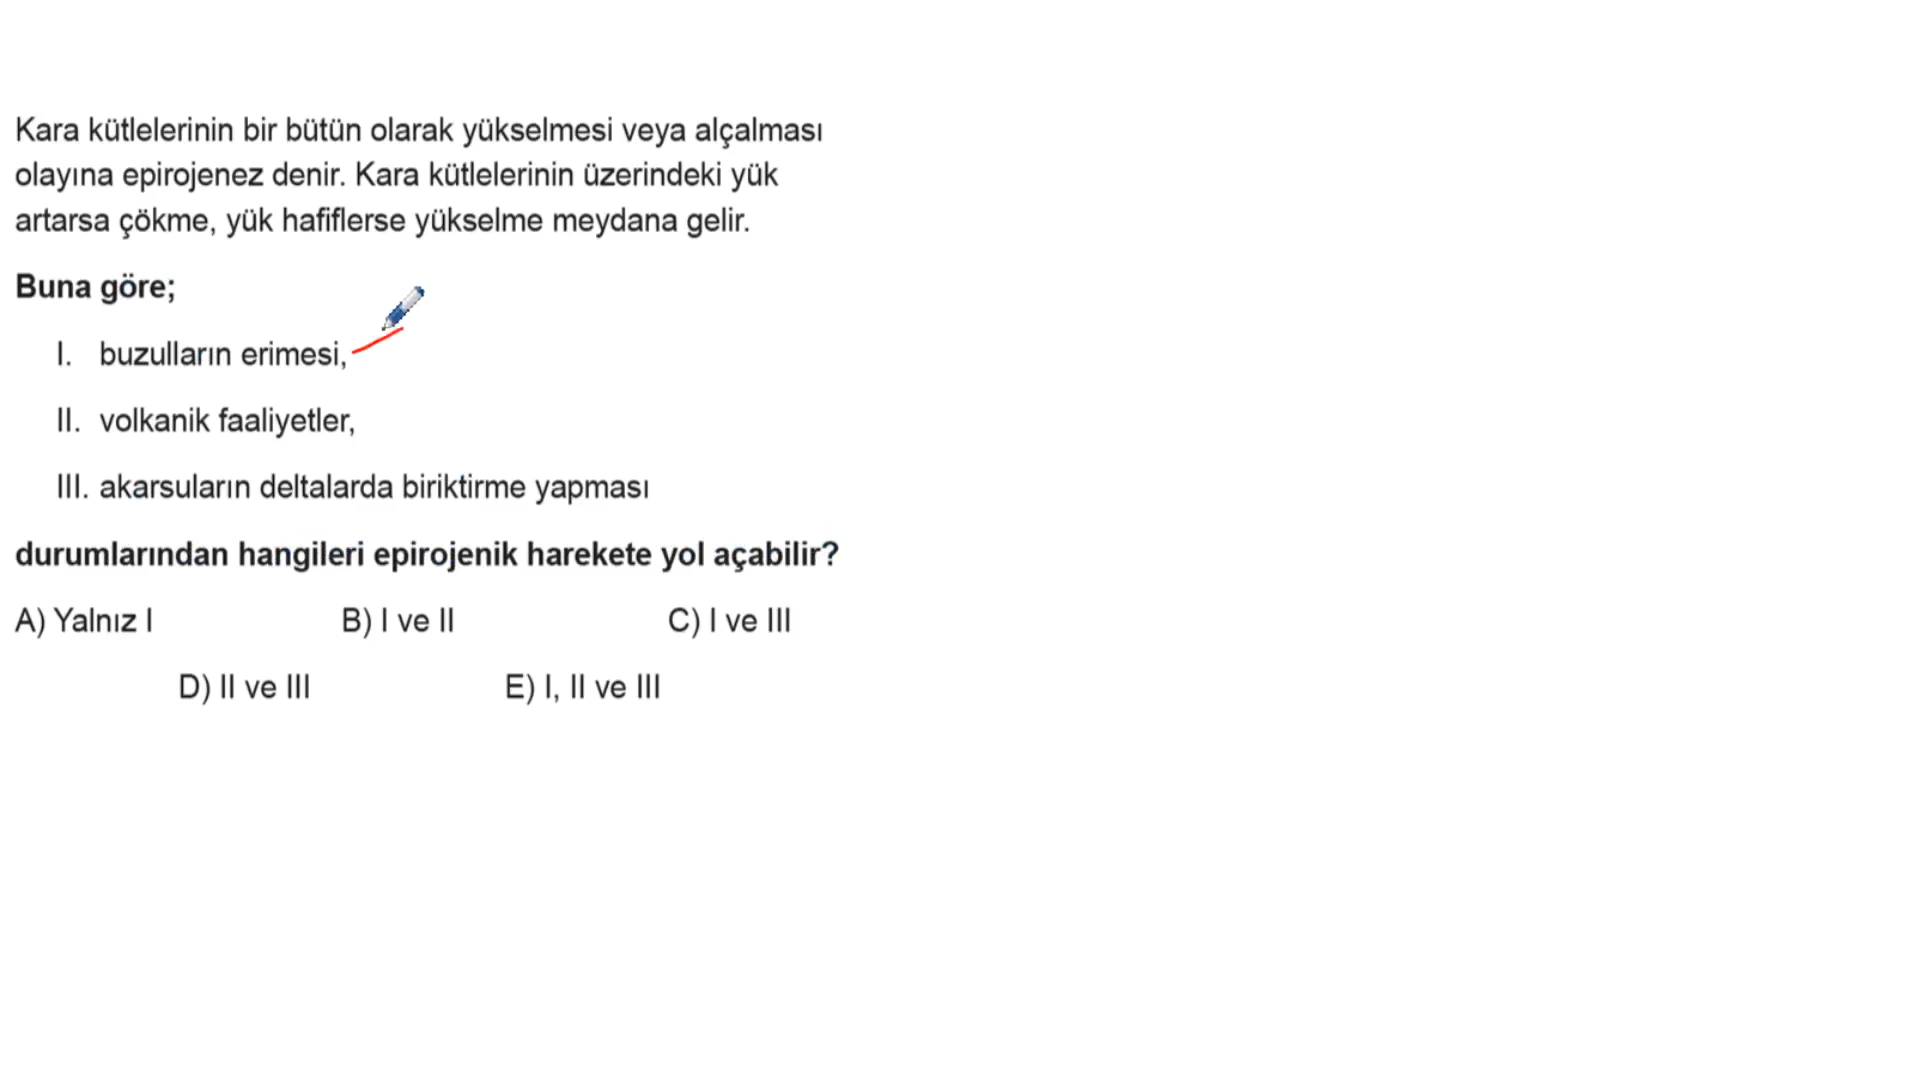 Kara kütlelerinin bir bütün olarak yükselmesi veya alçalması
olayına epirojenez denir. Kara kütlelerinin üzerindeki yük
artarsa çökme, yük hafiflerse yükselme meydana gelir.
Buna göre;
I. buzulların erimesi,
II. volkanik faaliyetler,
III. akarsuların deltalarda biriktirme yapması
durumlarından hangileri epirojenik harekete yol açabilir?
A) Yalnız I B) I ve II C) I ve III
D) II ve III E) I, II ve III